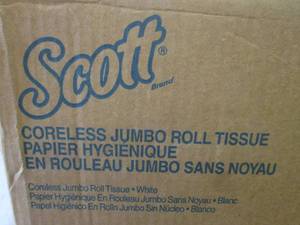 Scott®
Brand
CORELESS JUMBO ROLL TISSUE
PAPIER HYGIENIQUE
EN ROULEAU JUMBO SANS NOYAU
Coreless Jumbo Roll Tissue • White
Papier Hygiénique En Rouleau Jumbo Sans Noyau • Blanc
Papel Higiénico En Rollo Jumbo Sin Núcleo • Blanco